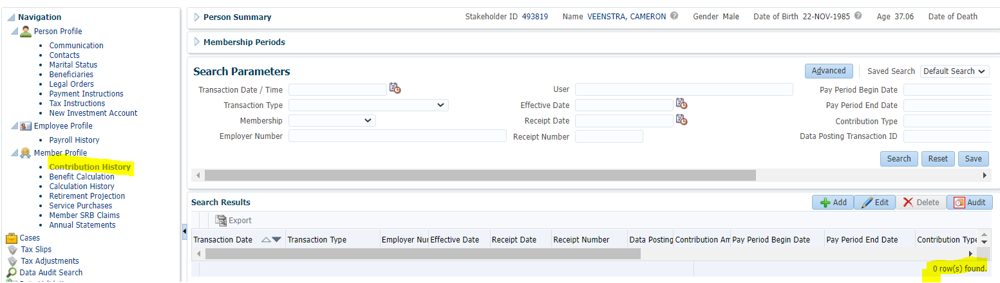 Navigation
Person Profile
Communication
Contacts
Marital Status
Beneficiaries
Legal Orders
Payment Instructions
Tax Instructions
New Investment Account
Employee Profile
Payroll History
Member Profile
Contribution History
Benefit Calculation
Calculation History
Retirement Projection
Service Purchases
Member SRB Claims
Annual Statements
Cases
Tax Slips
Tax Adjustments
Data Audit Search
Person Summary Stakeholder ID 493819 Name VEENSTRA, CAMERON Gender Male Date of Birth 22-NOV-1985 Age 37.06 Date of Death
Membership Periods
Search Parameters Advanced Saved Search Default Search
Transaction Date / Time User Pay Period Begin Date
Transaction Type Effective Date Pay Period End Date
Membership Receipt Date Contribution Type
Employer Number Receipt Number Data Posting Transaction ID
Search Reset Save
Search Results Add Edit Delete Audit
Export
Transaction Date Transaction Type Employer Nu Effective Date Receipt Date Receipt Number Data Posting Contribution Am Pay Period Begin Date Pay Period End Date Contribution Type
0 row(s) found.